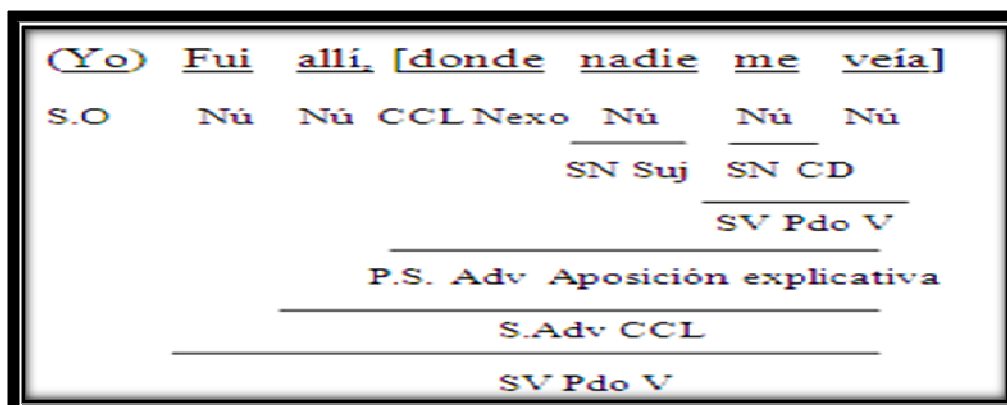 (Yo) Fui allí, [donde nadie me veía]
S.O Nú Nú CCL Nexo Nú Nú Nú
SN Suj SN CD
SV Pdo V
P.S. Adv Aposición explicativa
S.Adv CCL
SV Pdo V